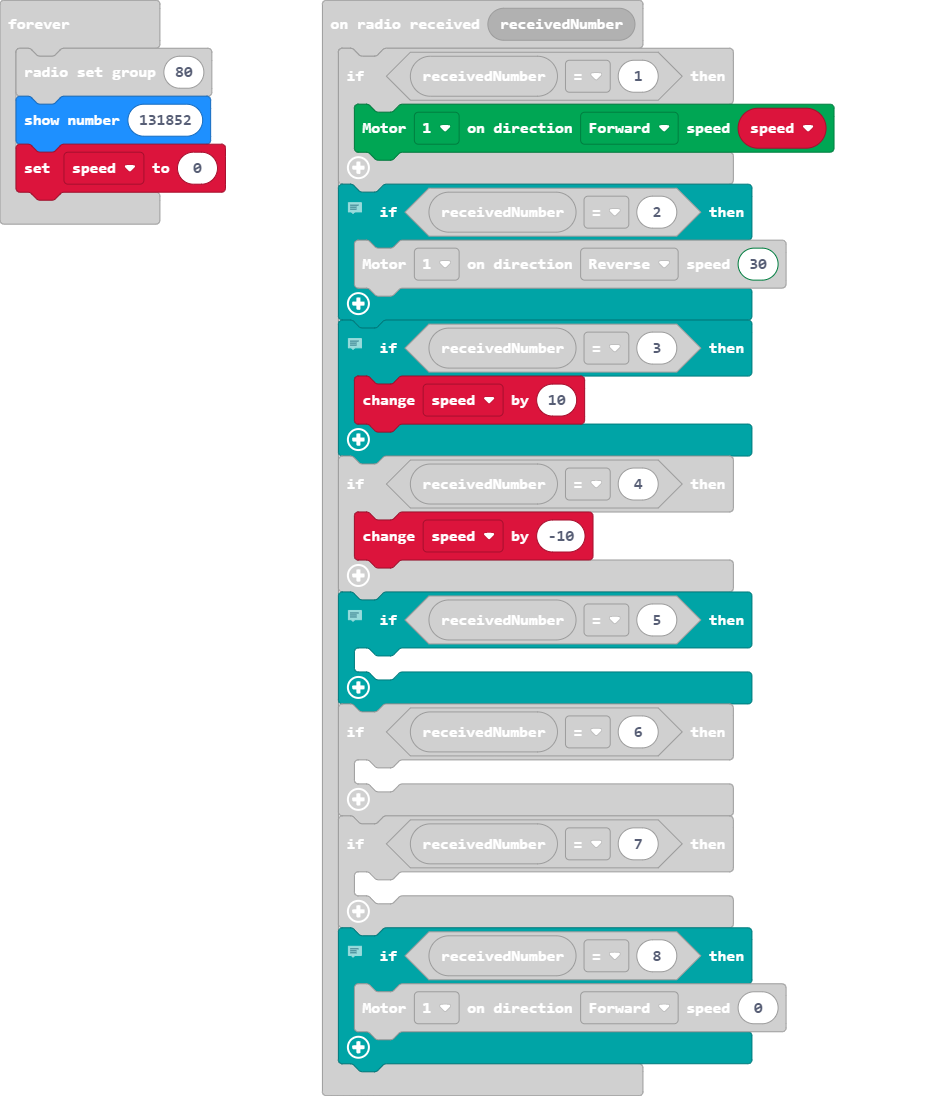 forever
radio set group 80
show number 131852
set speed to 0
on radio received receivedNumber
if receivedNumber = 1 then
Motor 1 on direction Forward speed speed
if receivedNumber = 2 then
Motor 1 on direction Reverse speed 30
if receivedNumber = 3 then
change speed by 10
if receivedNumber = 4 then
change speed by -10
if receivedNumber = 5 then
if receivedNumber = 6 then
if receivedNumber = 7 then
if receivedNumber = 8 then
Motor 1 on direction Forward speed 0